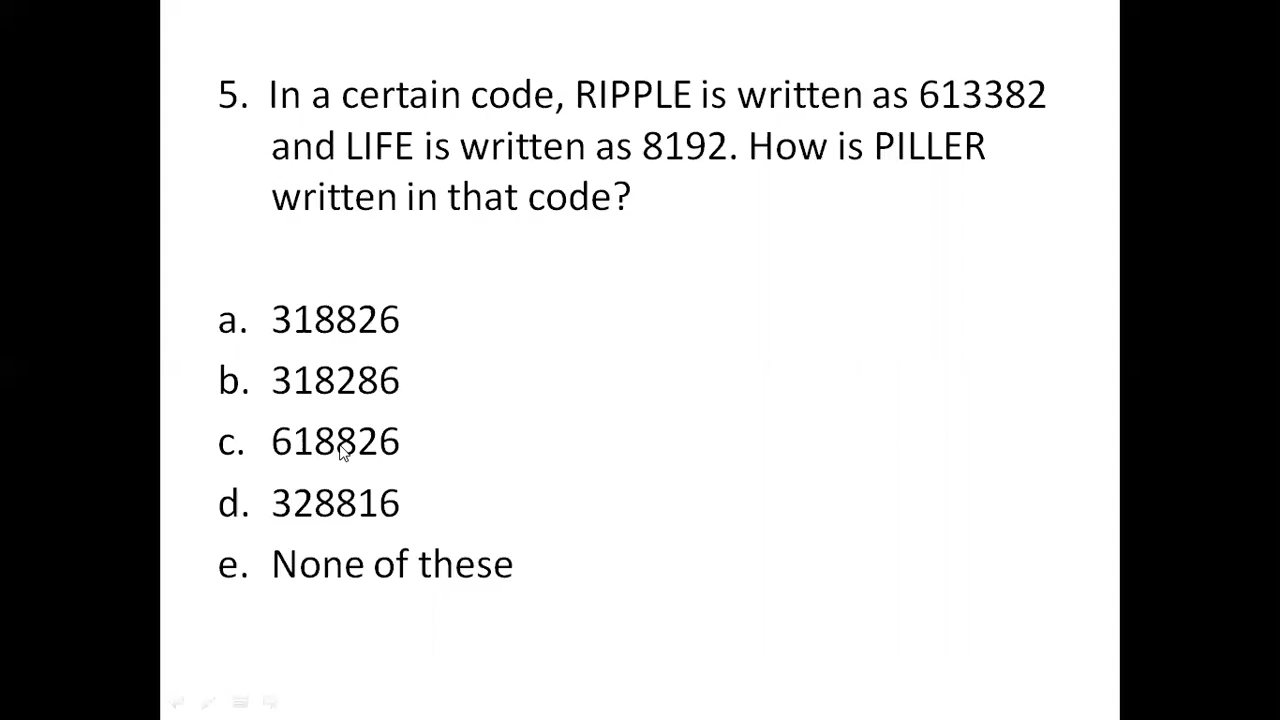 5. In a certain code, RIPPLE is written as 613382
and LIFE is written as 8192. How is PILLER
written in that code?
a. 318826
b. 318286
c. 618826
d. 328816
e. None of these